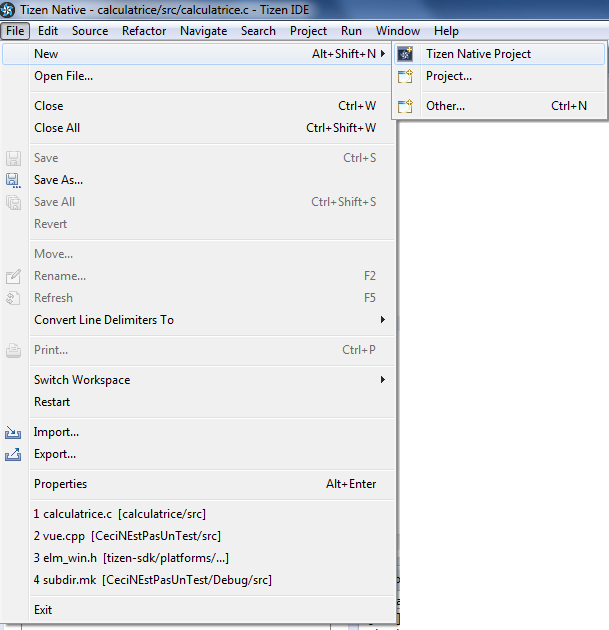 Tizen Native - calculatrice/src/calculatrice.c - Tizen IDE
File Edit Source Refactor Navigate Search Project Run Window Help
New Alt+Shift+N
Tizen Native Project
Project...
Other... Ctrl+N
Open File...
Close Ctrl+W
Close All Ctrl+Shift+W
Save Ctrl+S
Save As...
Save All Ctrl+Shift+S
Revert
Move...
Rename... F2
Refresh F5
Convert Line Delimiters To
Print... Ctrl+P
Switch Workspace
Restart
Import...
Export...
Properties Alt+Enter
1 calculatrice.c [calculatrice/src]
2 vue.cpp [CeciNEstPasUnTest/src]
3 elm_win.h [tizen-sdk/platforms/...]
4 subdir.mk [CeciNEstPasUnTest/Debug/src]
Exit